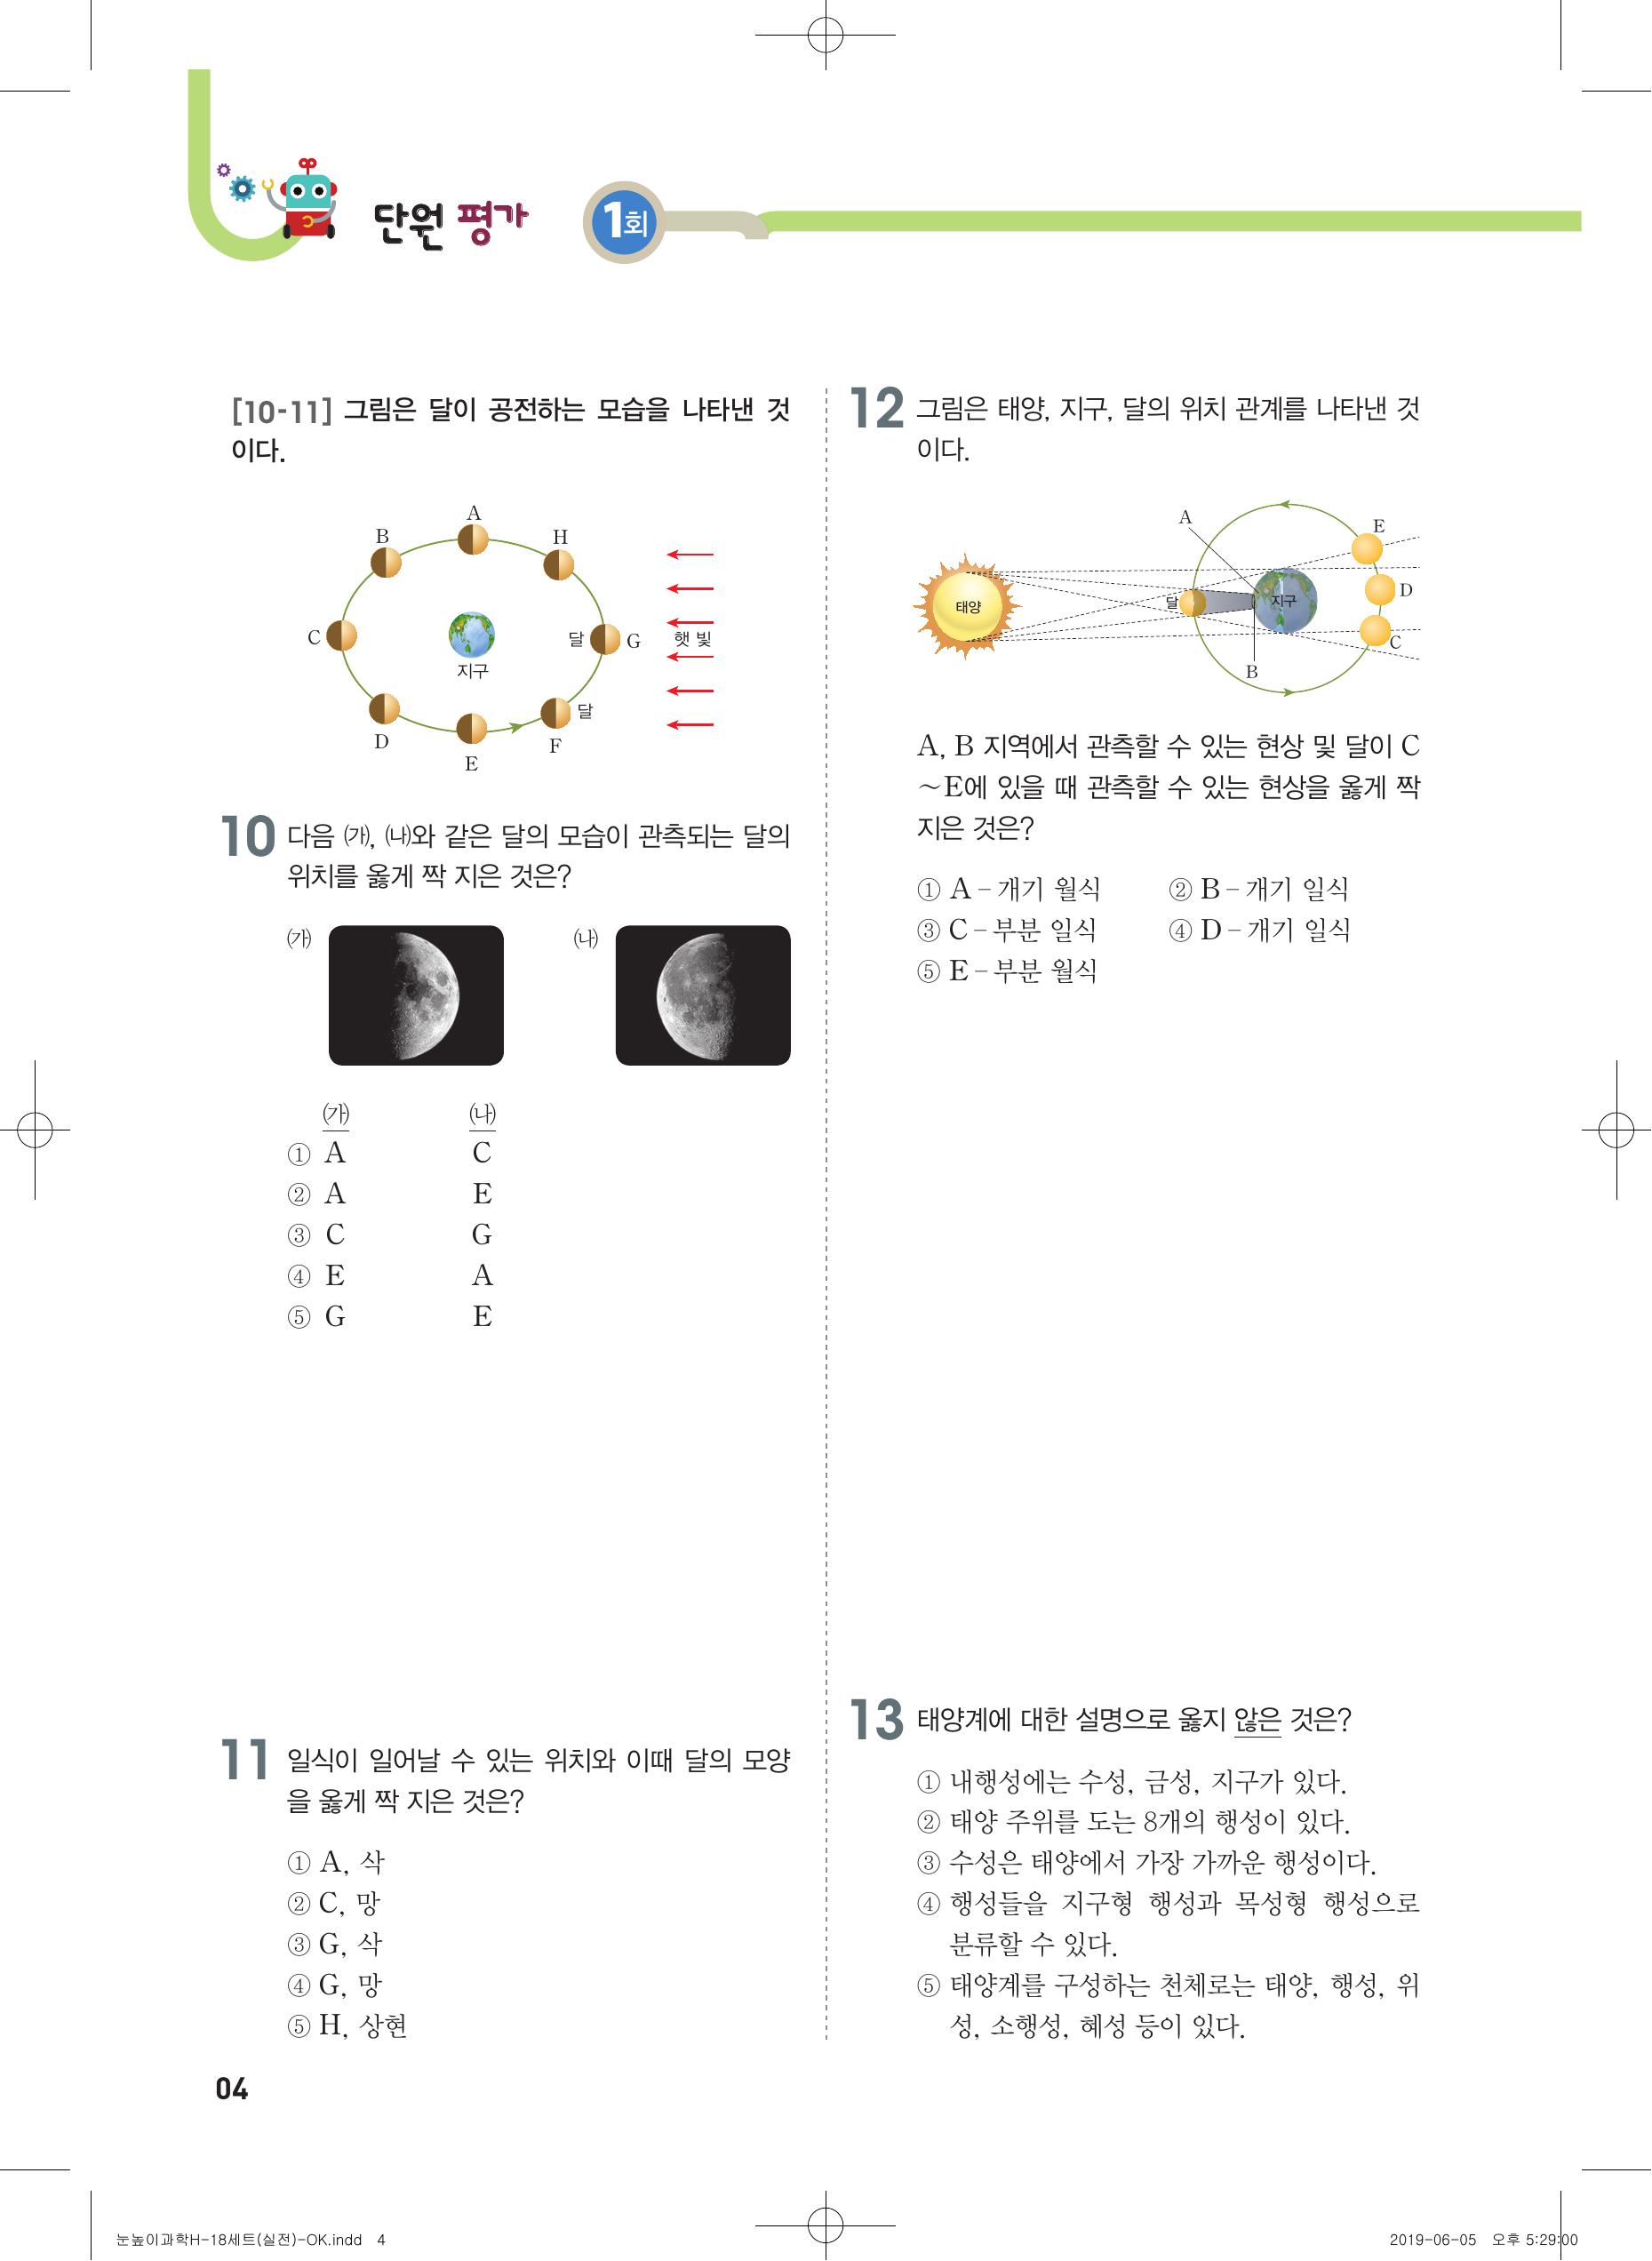 단원 평가 1회
[10-11] 그림은 달이 공전하는 모습을 나타낸 것
이다.
A
B
H
C
달 G
햇 빛
지구
달
D
F
E
10 다음 ㈎, ㈏와 같은 달의 모습이 관측되는 달의
위치를 옳게 짝 지은 것은?
㈎ ㈏
㈎ ㈏
① A C
② A E
③ C G
④ E A
⑤ G E
11 일식이 일어날 수 있는 위치와 이때 달의 모양
을 옳게 짝 지은 것은?
① A, 삭
② C, 망
③ G, 삭
④ G, 망
⑤ H, 상현
12 그림은 태양, 지구, 달의 위치 관계를 나타낸 것
이다.
A
E
D
태양
달
지구
C
B
A, B 지역에서 관측할 수 있는 현상 및 달이 C
~E에 있을 때 관측할 수 있는 현상을 옳게 짝
지은 것은?
① A - 개기 월식 ② B - 개기 일식
③ C - 부분 일식 ④ D - 개기 일식
⑤ E - 부분 월식
13 태양계에 대한 설명으로 옳지 않은 것은?
① 내행성에는 수성, 금성, 지구가 있다.
② 태양 주위를 도는 8개의 행성이 있다.
③ 수성은 태양에서 가장 가까운 행성이다.
④ 행성들을 지구형 행성과 목성형 행성으로
분류할 수 있다.
⑤ 태양계를 구성하는 천체로는 태양, 행성, 위
성, 소행성, 혜성 등이 있다.
04
눈높이과학H-18세트(실전)-OK.indd 4
2019-06-05 오후 5:29:00